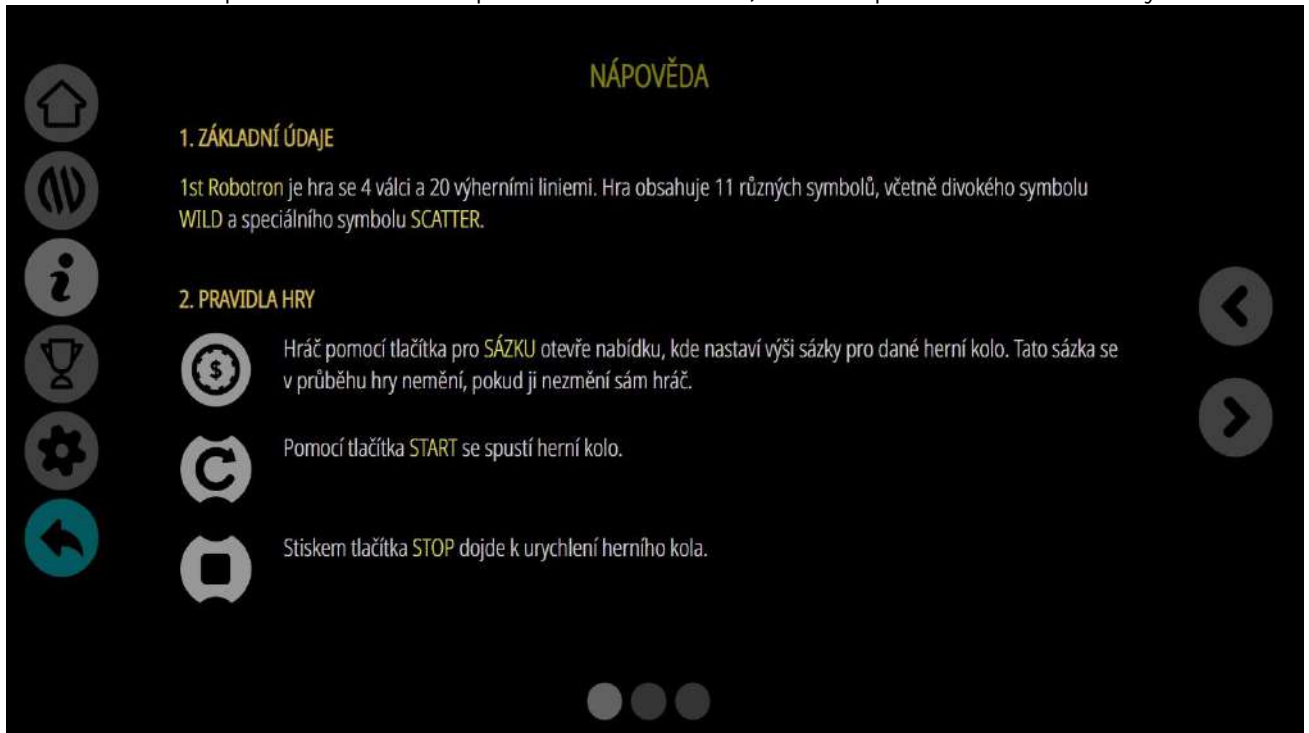 NÁPOVĚDA
1. ZÁKLADNÍ ÚDAJE
1st Robotron je hra se 4 válci a 20 výherními liniemi. Hra obsahuje 11 různých symbolů, včetně divokého symbolu
WILD a speciálního symbolu SCATTER.
2. PRAVIDLA HRY
Hráč pomocí tlačítka pro SÁZKU otevře nabídku, kde nastaví výši sázky pro dané herní kolo. Tato sázka se
v průběhu hry nemění, pokud ji nezmění sám hráč.
Pomocí tlačítka START se spustí herní kolo.
Stiskem tlačítka STOP dojde k urychlení herního kola.